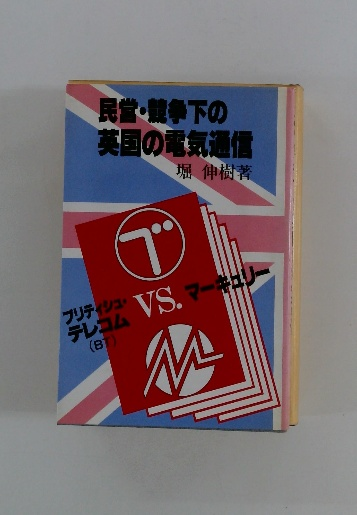 民営・競争下の
英国の電気通信
堀 伸樹著
VS.
マーキュリー
ブリティシュ・
テレコム
(BT)